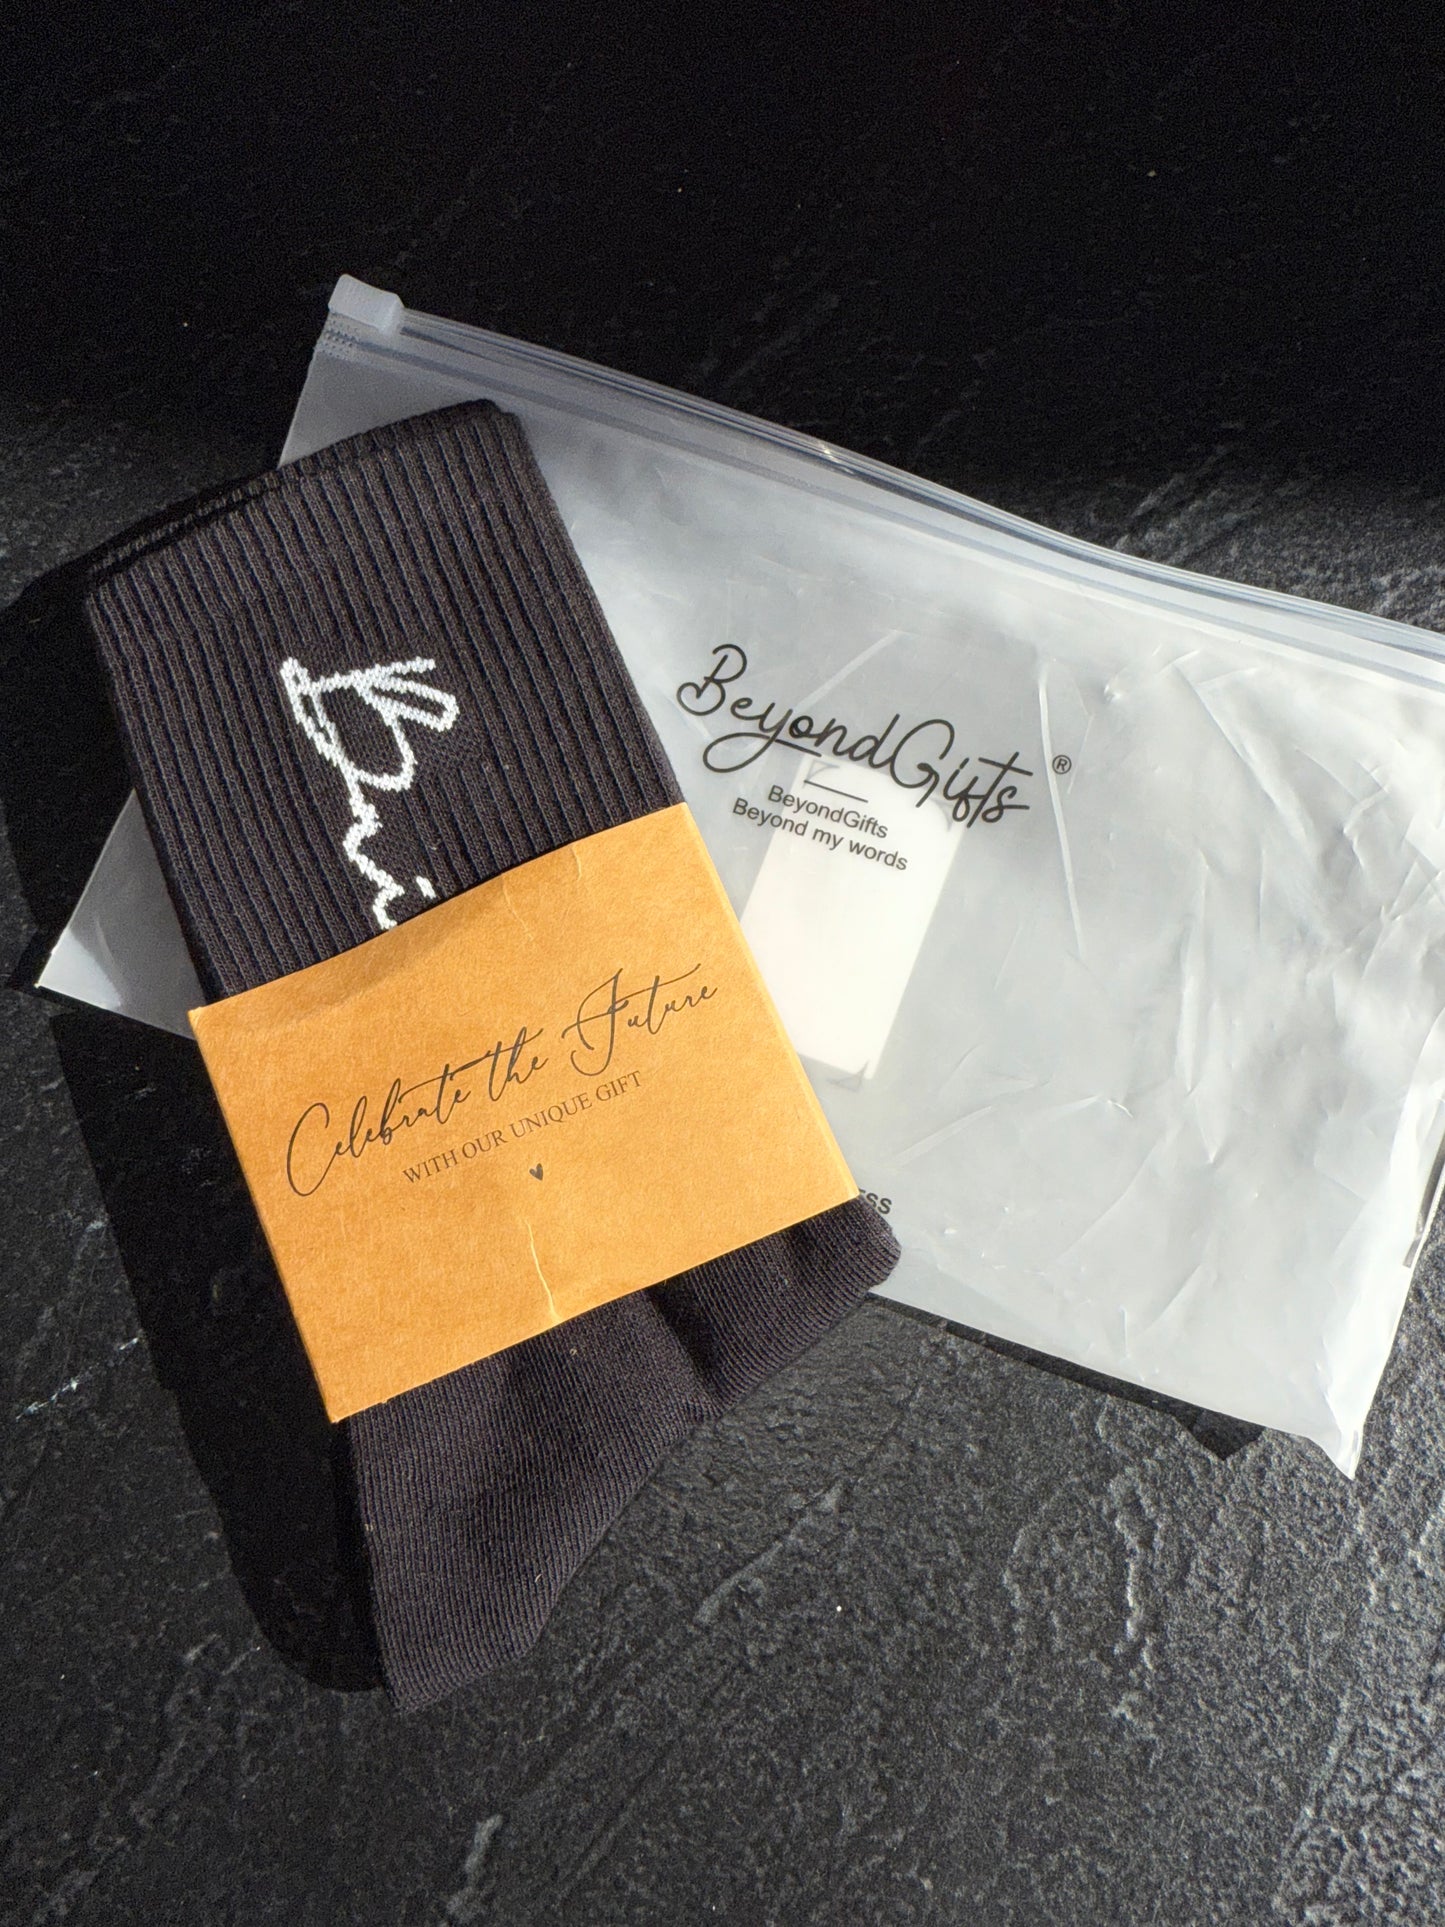 BeyondGifts®
BeyondGifts
Beyond my words
Celebrate the Future
WITH OUR UNIQUE GIFT